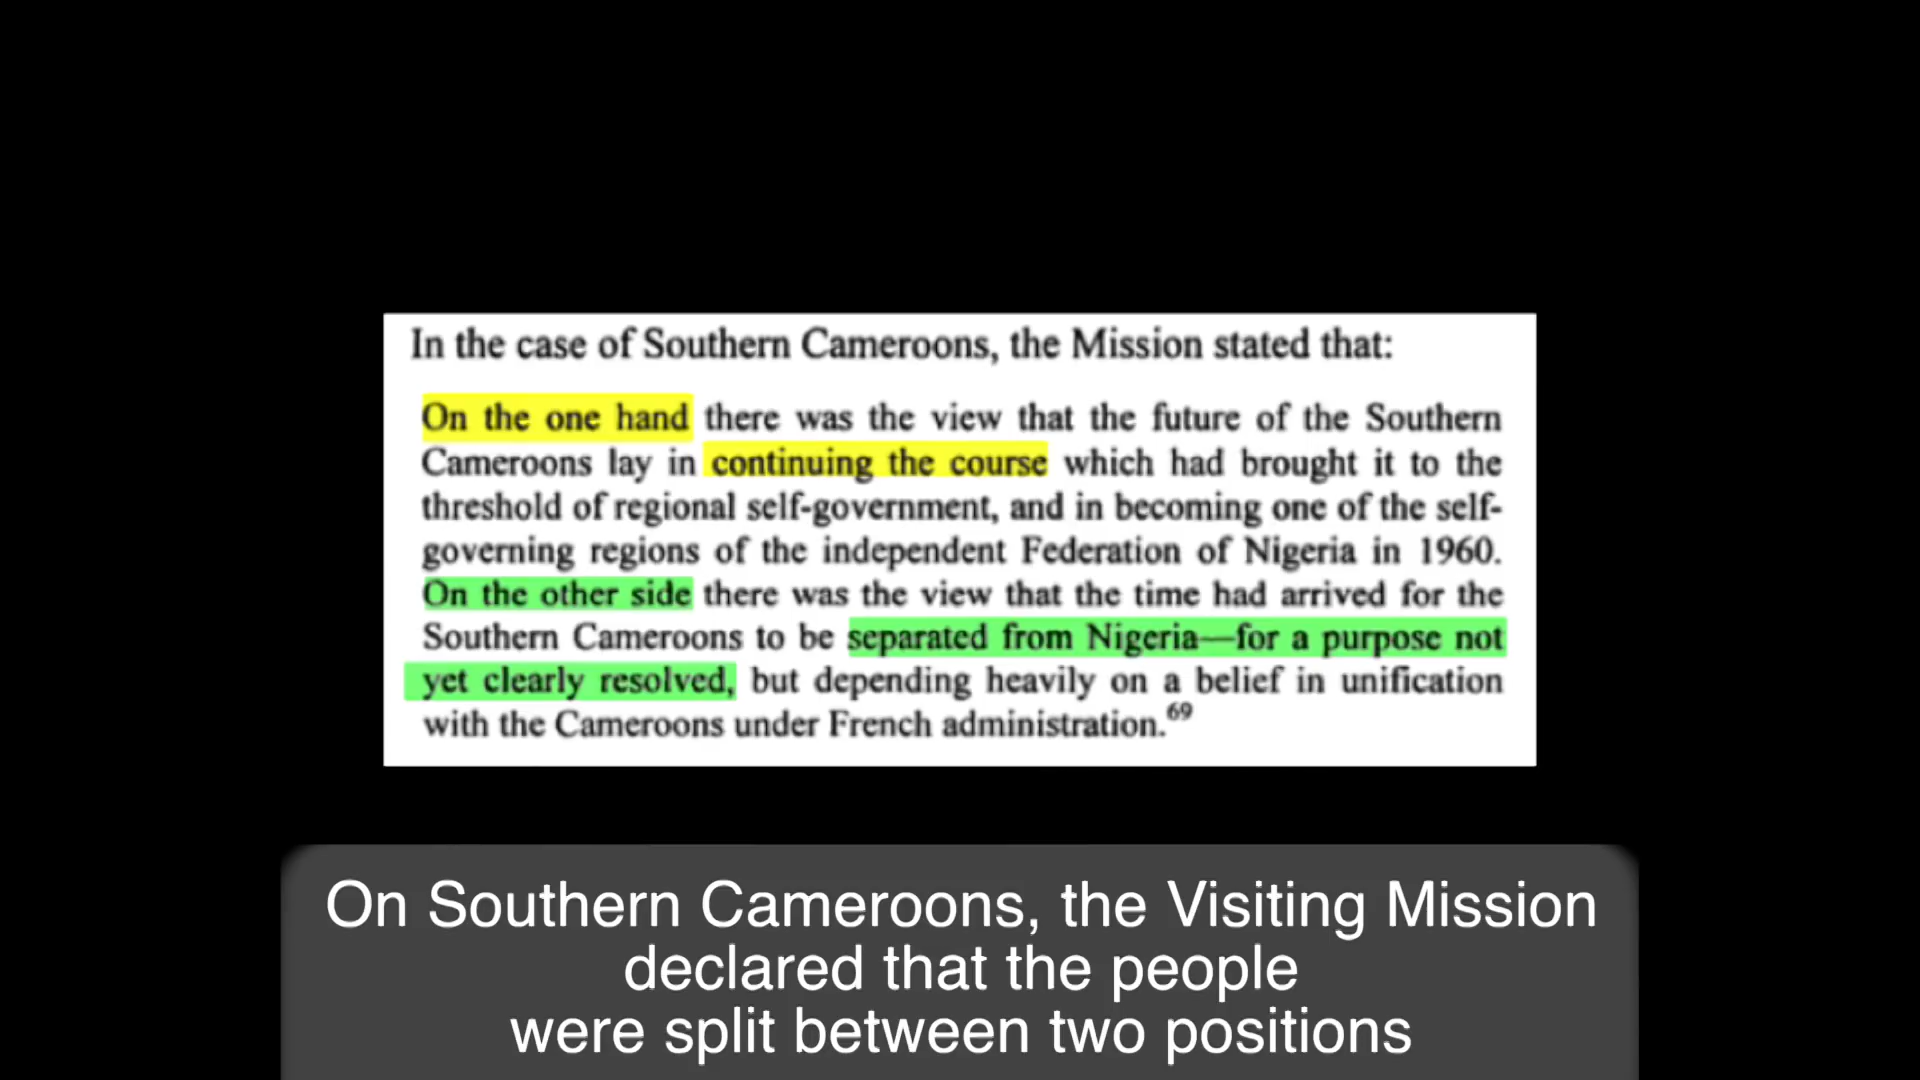 In the case of Southern Cameroons, the Mission stated that:
On the one hand there was the view that the future of the Southern
Cameroons lay in continuing the course which had brought it to the
threshold of regional self-government, and in becoming one of the self-
governing regions of the independent Federation of Nigeria in 1960.
On the other side there was the view that the time had arrived for the
Southern Cameroons to be separated from Nigeria—for a purpose not
yet clearly resolved, but depending heavily on a belief in unification
with the Cameroons under French administration.69
On Southern Cameroons, the Visiting Mission
declared that the people
were split between two positions